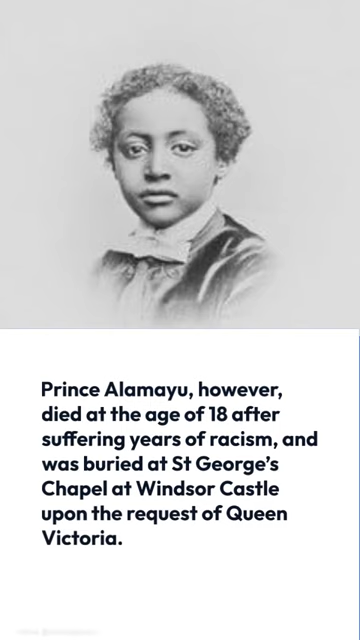 Prince Alamayu, however,
died at the age of 18 after
suffering years of racism, and
was buried at St George's
Chapel at Windsor Castle
upon the request of Queen
Victoria.